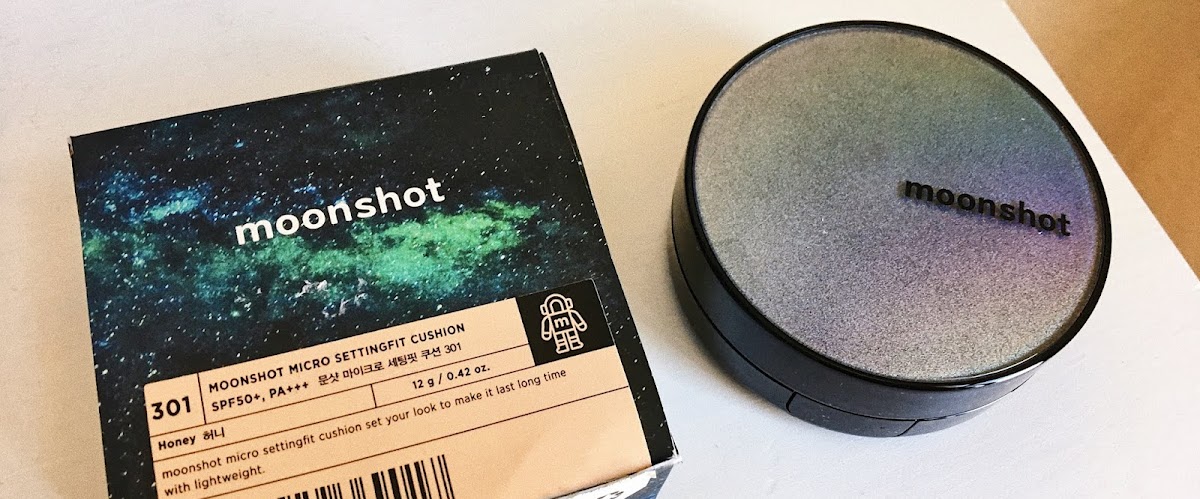 moonshot
301
MOONSHOT MICRO SETTINGFIT CUSHION
SPF50+, PA+++ 문샷 마이크로 세팅핏 쿠션 301
12 g / 0.42 oz.
Honey 허니
moonshot micro settingfit cushion set your look to make it last long time
with lightweight.
m
moonshot